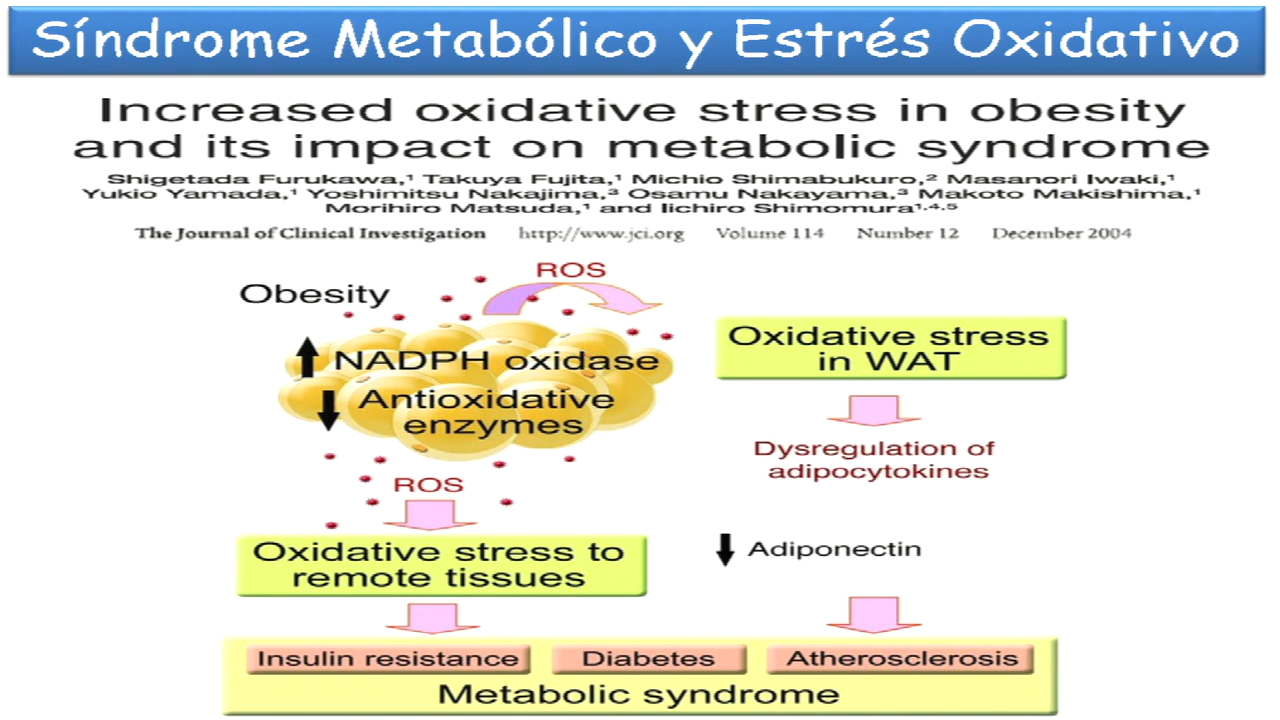 Síndrome Metabólico y Estrés Oxidativo
Increased oxidative stress in obesity
and its impact on metabolic syndrome
Shigetada Furukawa,¹ Takuya Fujita,¹ Michio Shimabukuro,² Masanori Iwaki,¹
Yukio Yamada,¹ Yoshimitsu Nakajima,³ Osamu Nakayama,³ Makoto Makishima,¹
Morihiro Matsuda,¹ and Iichiro Shimomura¹·⁴·⁵
The Journal of Clinical Investigation http://www.jci.org Volume 114 Number 12 December 2004
ROS
Obesity
NADPH oxidase
Antioxidative
enzymes
ROS
Oxidative stress to
remote tissues
Oxidative stress
in WAT
Dysregulation of
adipocytokines
Adiponectin
Insulin resistance Diabetes Atherosclerosis
Metabolic syndrome